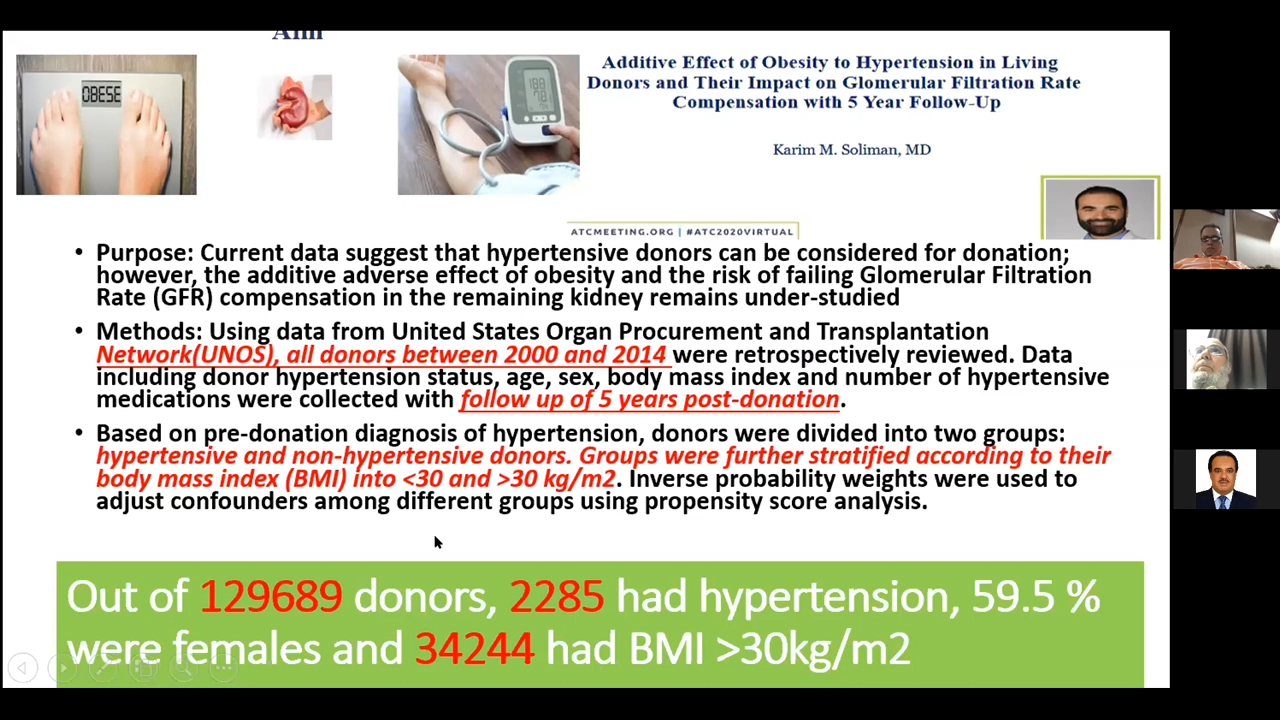 Aim
OBESE
Additive Effect of Obesity to Hypertension in Living
Donors and Their Impact on Glomerular Filtration Rate
Compensation with 5 Year Follow-Up
Karim M. Soliman, MD
ATCMEETING.ORG | #ATC2020VIRTUAL
• Purpose: Current data suggest that hypertensive donors can be considered for donation;
however, the additive adverse effect of obesity and the risk of failing Glomerular Filtration
Rate (GFR) compensation in the remaining kidney remains under-studied
• Methods: Using data from United States Organ Procurement and Transplantation
Network(UNOS), all donors between 2000 and 2014 were retrospectively reviewed. Data
including donor hypertension status, age, sex, body mass index and number of hypertensive
medications were collected with follow up of 5 years post-donation.
• Based on pre-donation diagnosis of hypertension, donors were divided into two groups:
hypertensive and non-hypertensive donors. Groups were further stratified according to their
body mass index (BMI) into <30 and >30 kg/m2. Inverse probability weights were used to
adjust confounders among different groups using propensity score analysis.
Out of 129689 donors, 2285 had hypertension, 59.5 %
were females and 34244 had BMI >30kg/m2